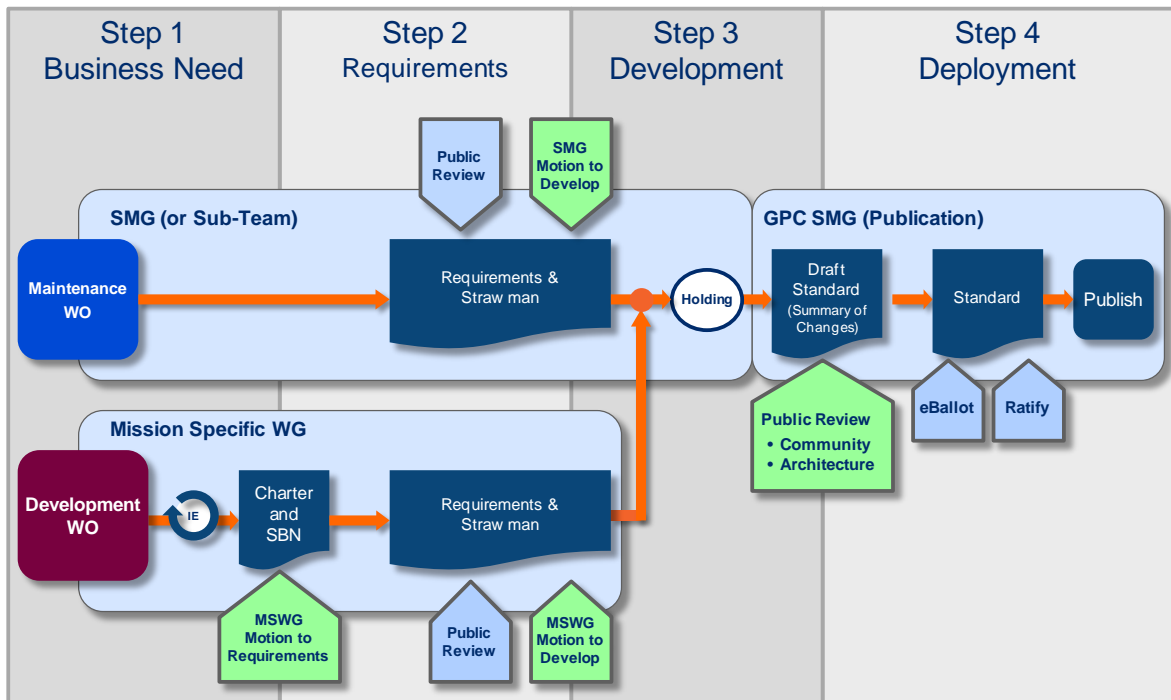 Step 1
Business Need
Step 2
Requirements
Step 3
Development
Step 4
Deployment
Public
Review
SMG
Motion to
Develop
SMG (or Sub-Team)
GPC SMG (Publication)
Maintenance
WO
Requirements &
Straw man
Holding
Draft
Standard
(Summary of
Changes)
Standard
Publish
Public Review
• Community
• Architecture
eBallot
Ratify
Mission Specific WG
Development
WO
IE
Charter
and
SBN
Requirements &
Straw man
MSWG
Motion to
Requirements
Public
Review
MSWG
Motion to
Develop